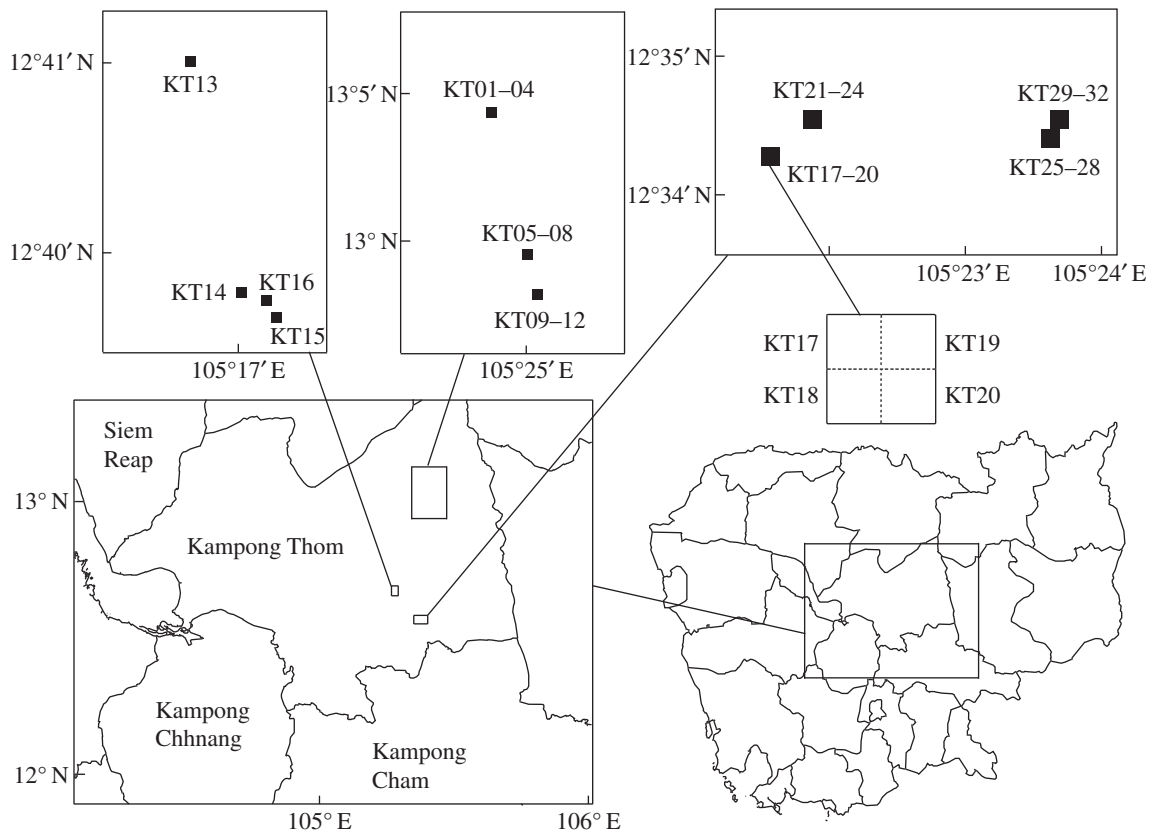 12°41′ N
KT13
12°40′ N
KT14
KT16
KT15
105°17′ E
13°5′ N
KT01–04
13° N
KT05–08
KT09–12
105°25′ E
12°35′ N
KT21–24
KT29–32
KT17–20
KT25–28
12°34′ N
105°23′ E
105°24′ E
KT17
KT19
KT18
KT20
Siem
Reap
13° N
Kampong Thom
Kampong
Chhnang
Kampong
Cham
12° N
105° E
106° E